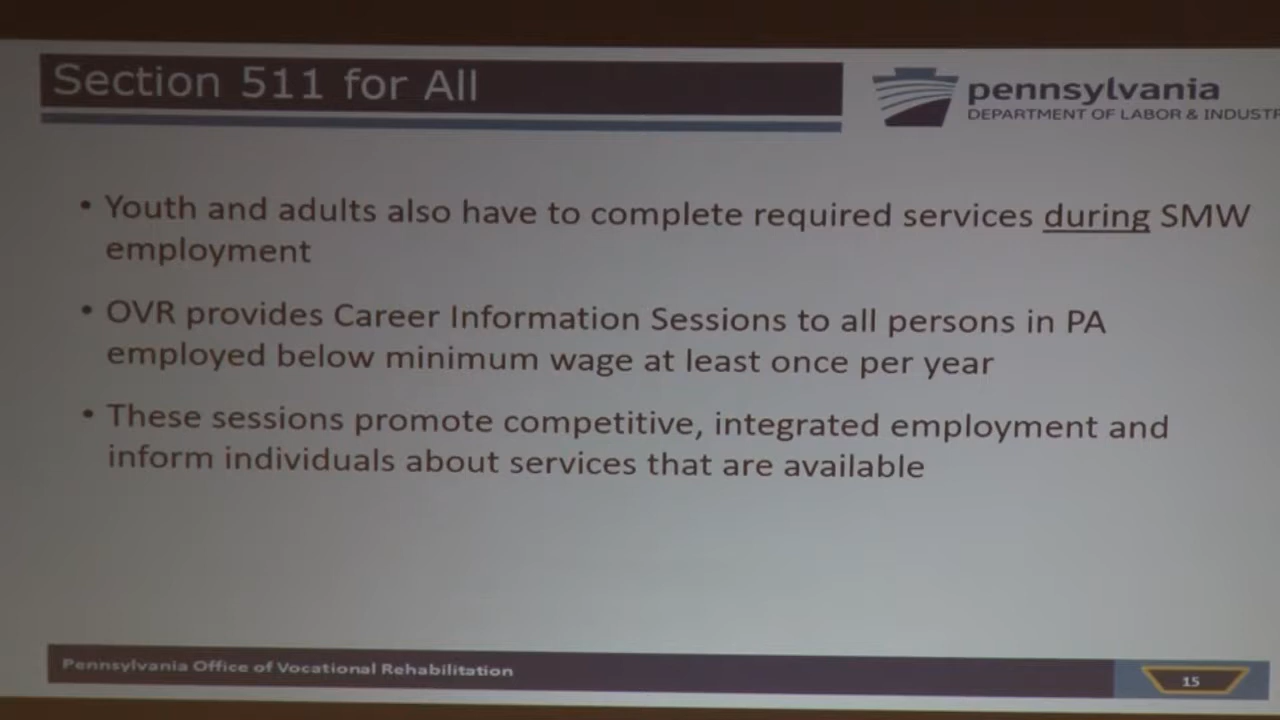 Section 511 for All
pennsylvania
DEPARTMENT OF LABOR & INDUSTR
• Youth and adults also have to complete required services during SMW
employment
• OVR provides Career Information Sessions to all persons in PA
employed below minimum wage at least once per year
• These sessions promote competitive, integrated employment and
inform individuals about services that are available
Pennsylvania Office of Vocational Rehabilitation
15